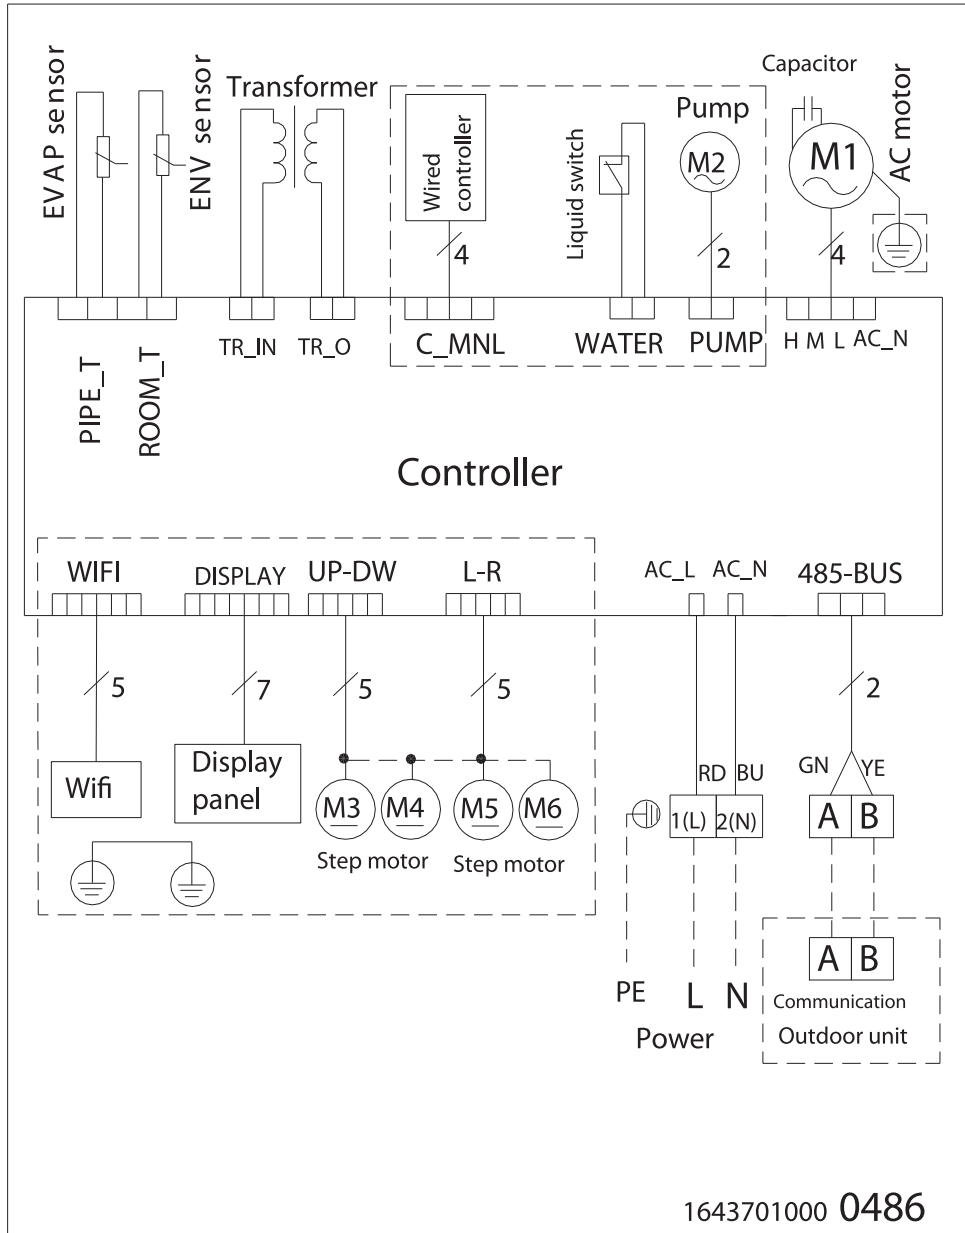 EVAP sensor
ENV sensor
Transformer
Wired
controller
Liquid switch
Pump
M2
Capacitor
M1
AC motor
4
2
4
PIPE_T
ROOM_T
TR_IN
TR_O
C_MNL
WATER
PUMP
H M L AC_N
Controller
WIFI
DISPLAY
UP-DW
L-R
AC_L
AC_N
485-BUS
5
7
5
5
2
Wifi
Display
panel
M3
M4
M5
M6
Step motor
Step motor
RD
BU
1(L)
2(N)
GN
YE
A
B
A
B
PE
L
N
Power
Communication
Outdoor unit
1643701000 0486